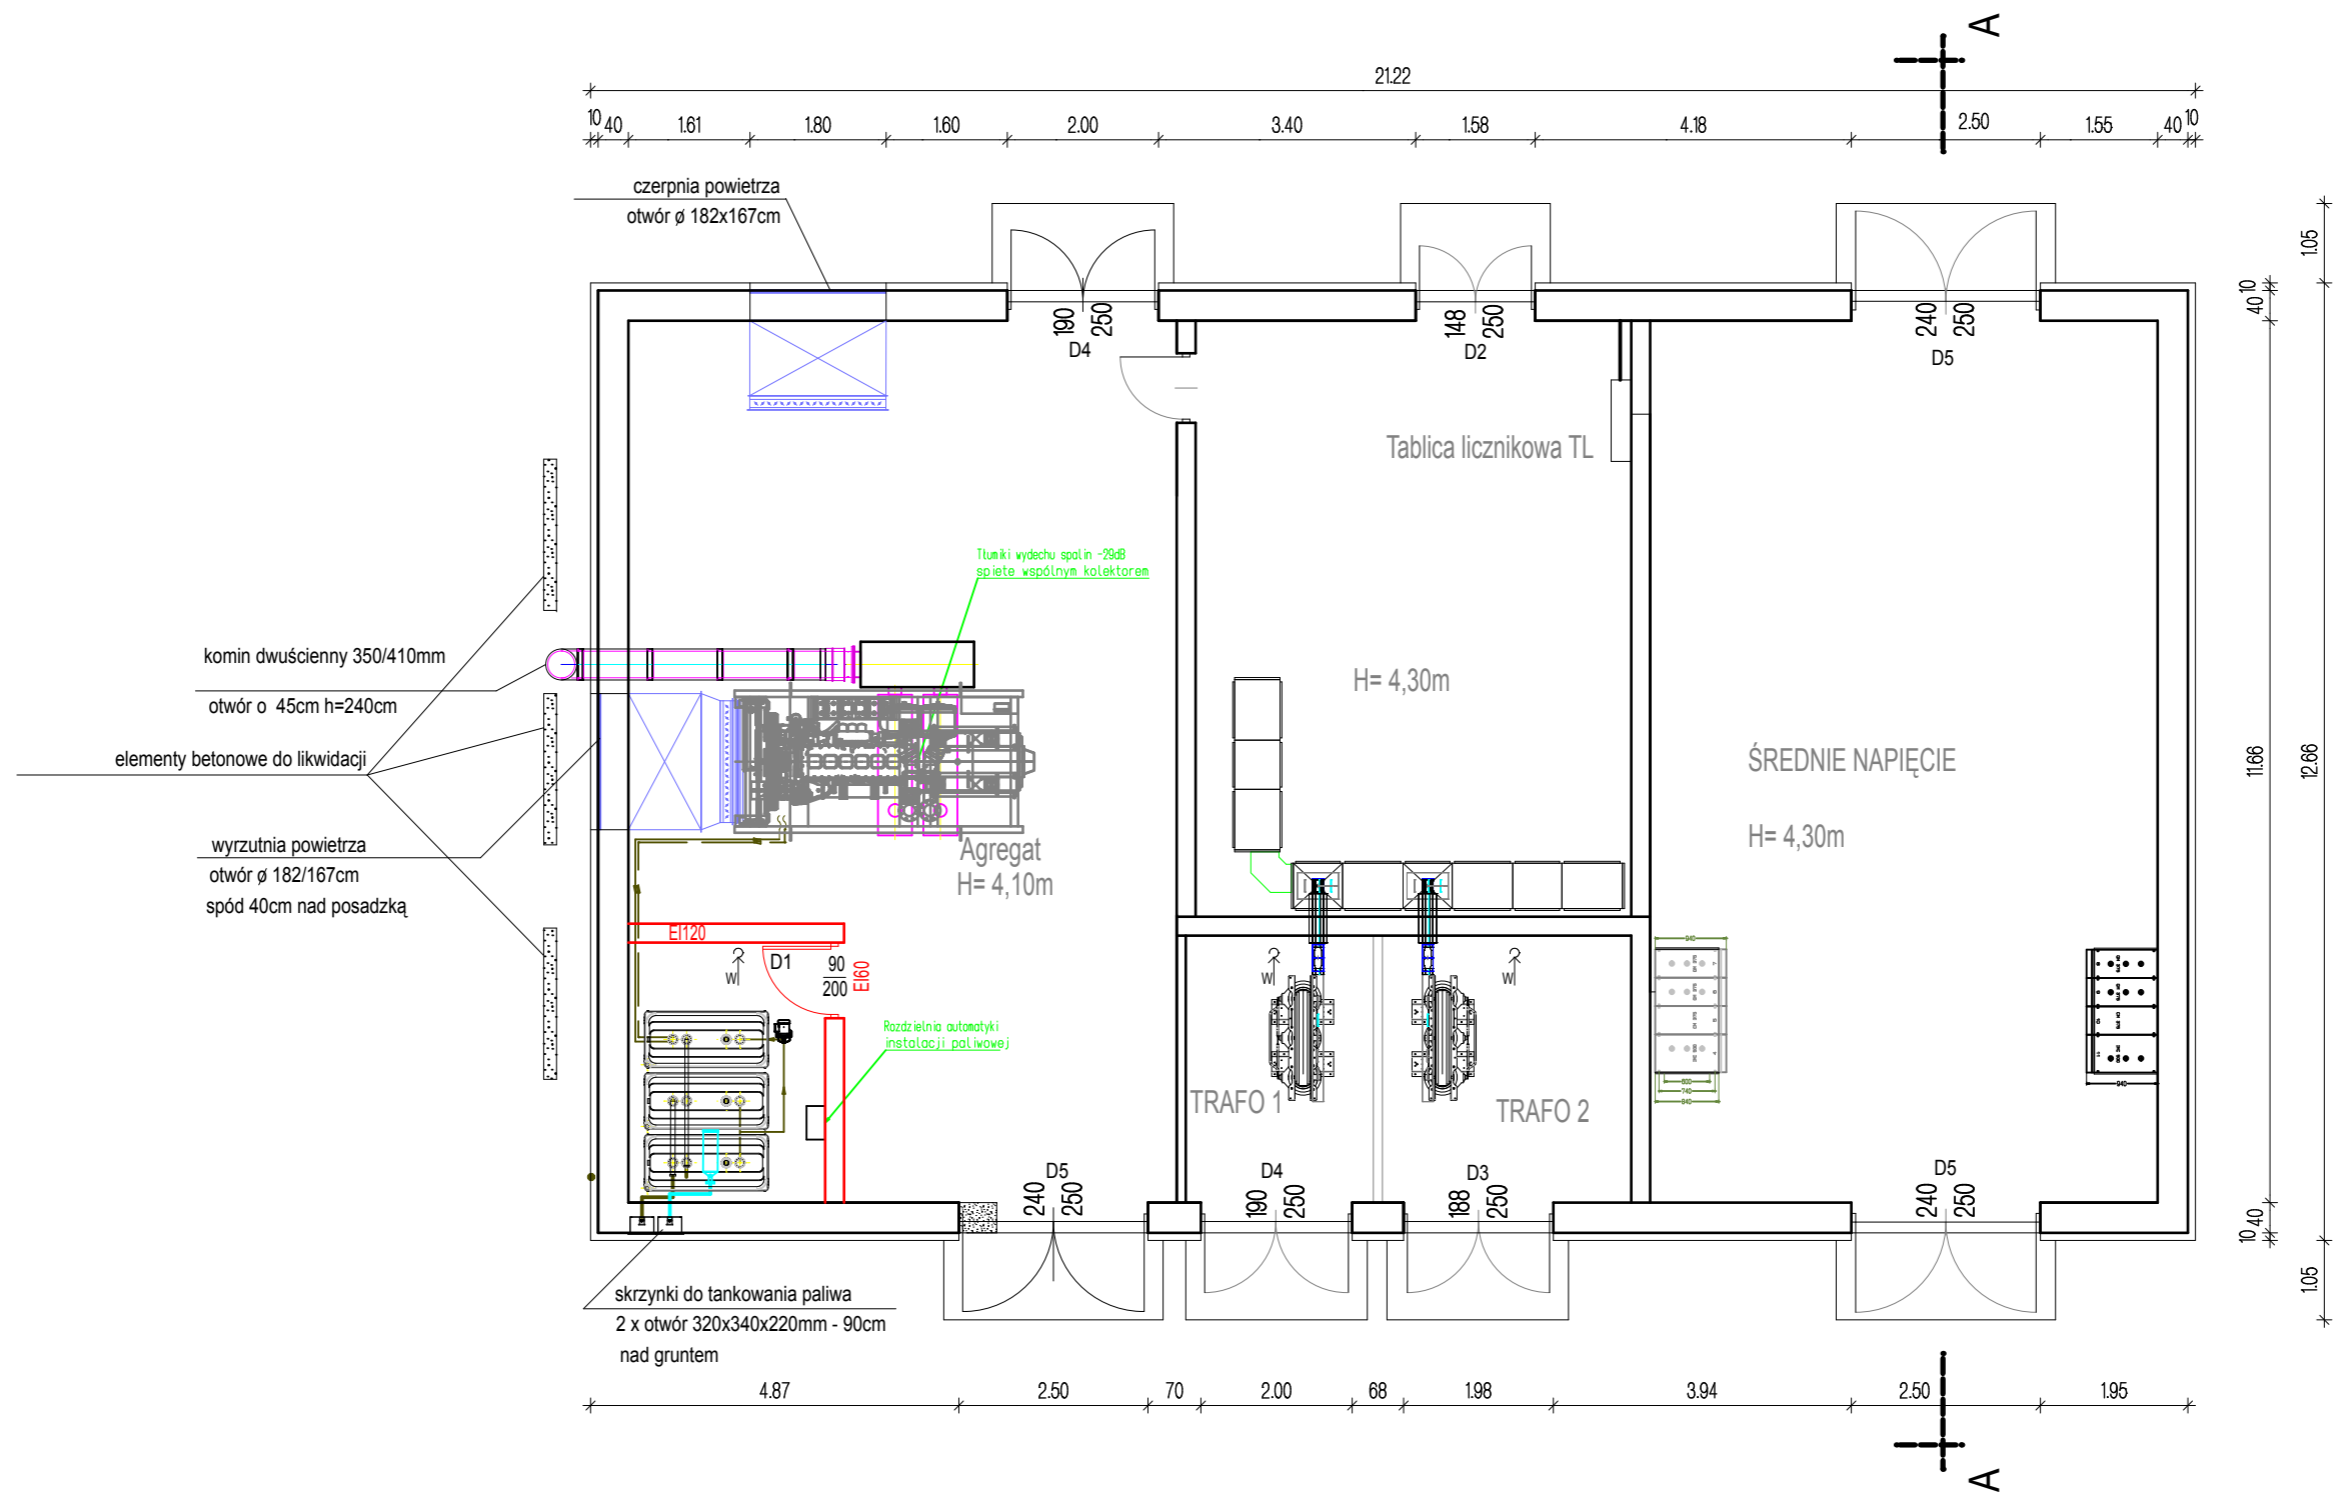 A
21.22
10 40 1.61 1.80 1.60 2.00 3.40 1.58 4.18 2.50 1.55 40 10
czerpnia powietrza
otwór ø 182x167cm
1.05
10
40
11.66
12.66
40
10
1.05
190
250
D4
148
250
D2
240
250
D5
Tablica licznikowa TL
Tłumiki wydechu spalin ~29dB
spiete wspólnym kolektorem
komin dwuścienny 350/410mm
otwór o 45cm h=240cm
elementy betonowe do likwidacji
wyrzutnia powietrza
otwór ø 182/167cm
spód 40cm nad posadzką
H= 4,30m
ŚREDNIE NAPIĘCIE
H= 4,30m
Agregat
H= 4,10m
EI120
W
D1
90
200
EI60
W
W
Rozdzielnia automatyki
instalacji paliwowej
TRAFO 1
TRAFO 2
940
600
740
840
940
D5
240
250
D4
190
250
D3
188
250
D5
240
250
skrzynki do tankowania paliwa
2 x otwór 320x340x220mm - 90cm
nad gruntem
4.87 2.50 70 2.00 68 1.98 3.94 2.50 1.95
A